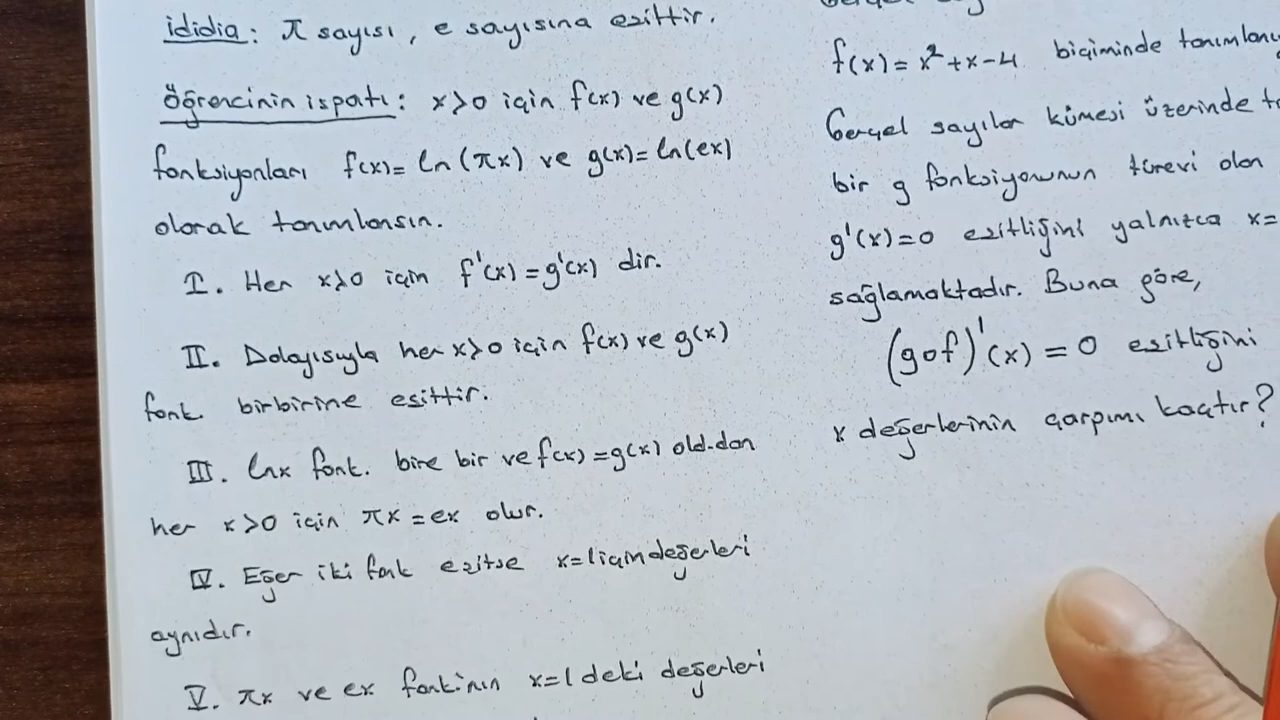 ididia: π sayısı, e sayısına eşittir.
Öğrencinin ispatı: x>0 için f(x) ve g(x)
fonksiyonları f(x)= ln(πx) ve g(x)= ln(ex)
olarak tanımlansın.
I. Her x>0 için f'(x) = g'(x) dir.
II. Dolayısıyla her x>0 için f(x) ve g(x)
fonk birbirine eşittir.
III. lnx fonk. bire bir ve f(x)=g(x) old.dan
her x>0 için πx = ex olur.
IV. Eğer iki fonk eşitse x=1 için değerleri
aynıdır.
V. πx ve ex fonk'nın x=1 deki değerleri
f(x) = x²+x-4 biçiminde
Gerçel sayılar kümesi üzerinde
bir g fonksiyonunun türevi olan
g'(x)=0 eşitliğini yalnızca x=
sağlamaktadır. Buna göre,
(gof)'(x) = 0 eşitliğini
x değerlerinin çarpımı kaçtır?